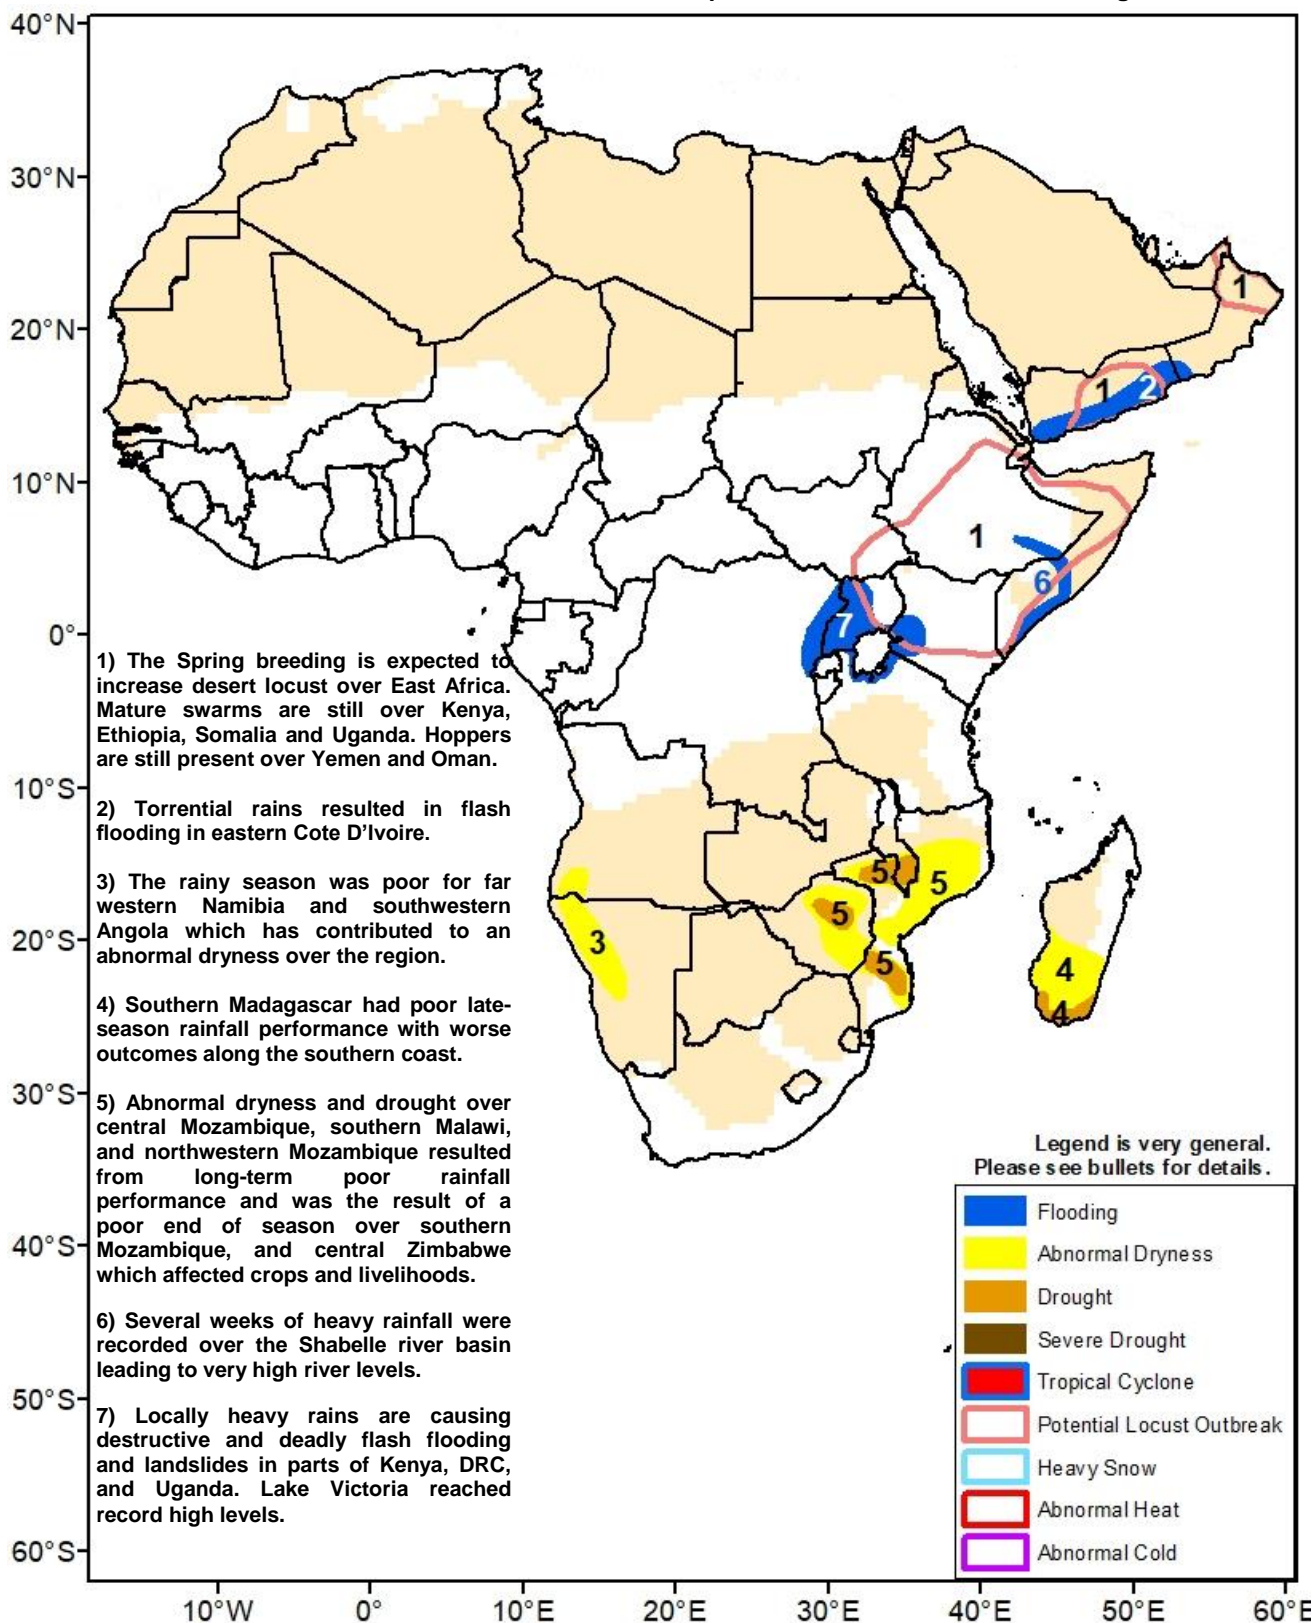 40°N
30°N
20°N
10°N
0°
10°S
20°S
30°S
40°S
50°S
60°S
1
1
2
1
6
7
5
5
5
5
3
4
4
1) The Spring breeding is expected to
increase desert locust over East Africa.
Mature swarms are still over Kenya,
Ethiopia, Somalia and Uganda. Hoppers
are still present over Yemen and Oman.
2) Torrential rains resulted in flash
flooding in eastern Cote D’Ivoire.
3) The rainy season was poor for far
western Namibia and southwestern
Angola which has contributed to an
abnormal dryness over the region.
4) Southern Madagascar had poor late-
season rainfall performance with worse
outcomes along the southern coast.
5) Abnormal dryness and drought over
central Mozambique, southern Malawi,
and northwestern Mozambique resulted
from long-term poor rainfall
performance and was the result of a
poor end of season over southern
Mozambique, and central Zimbabwe
which affected crops and livelihoods.
6) Several weeks of heavy rainfall were
recorded over the Shabelle river basin
leading to very high river levels.
7) Locally heavy rains are causing
destructive and deadly flash flooding
and landslides in parts of Kenya, DRC,
and Uganda. Lake Victoria reached
record high levels.
Legend is very general.
Please see bullets for details.
Flooding
Abnormal Dryness
Drought
Severe Drought
Tropical Cyclone
Potential Locust Outbreak
Heavy Snow
Abnormal Heat
Abnormal Cold
10°W
0°
10°E
20°E
30°E
40°E
50°E
60°E